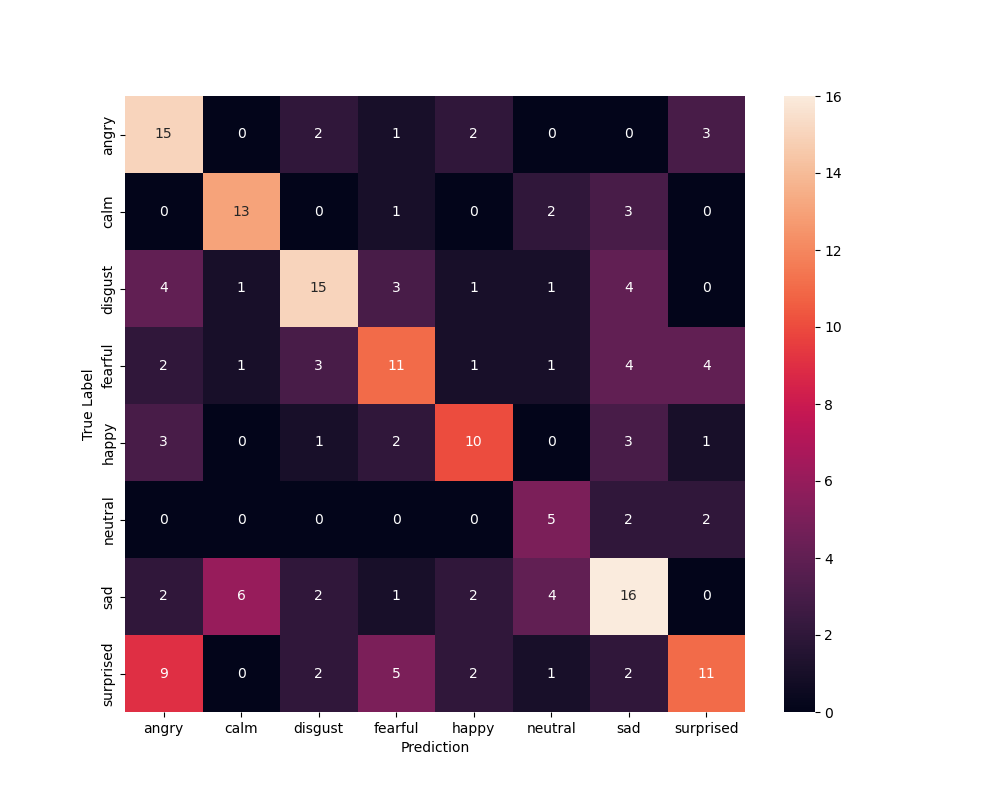 angry 15 0 2 1 2 0 0 3
calm 0 13 0 1 0 2 3 0
disgust 4 1 15 3 1 1 4 0
fearful 2 1 3 11 1 1 4 4
happy 3 0 1 2 10 0 3 1
neutral 0 0 0 0 0 5 2 2
sad 2 6 2 1 2 4 16 0
surprised 9 0 2 5 2 1 2 11
True Label
angry calm disgust fearful happy neutral sad surprised
Prediction
16
14
12
10
8
6
4
2
0